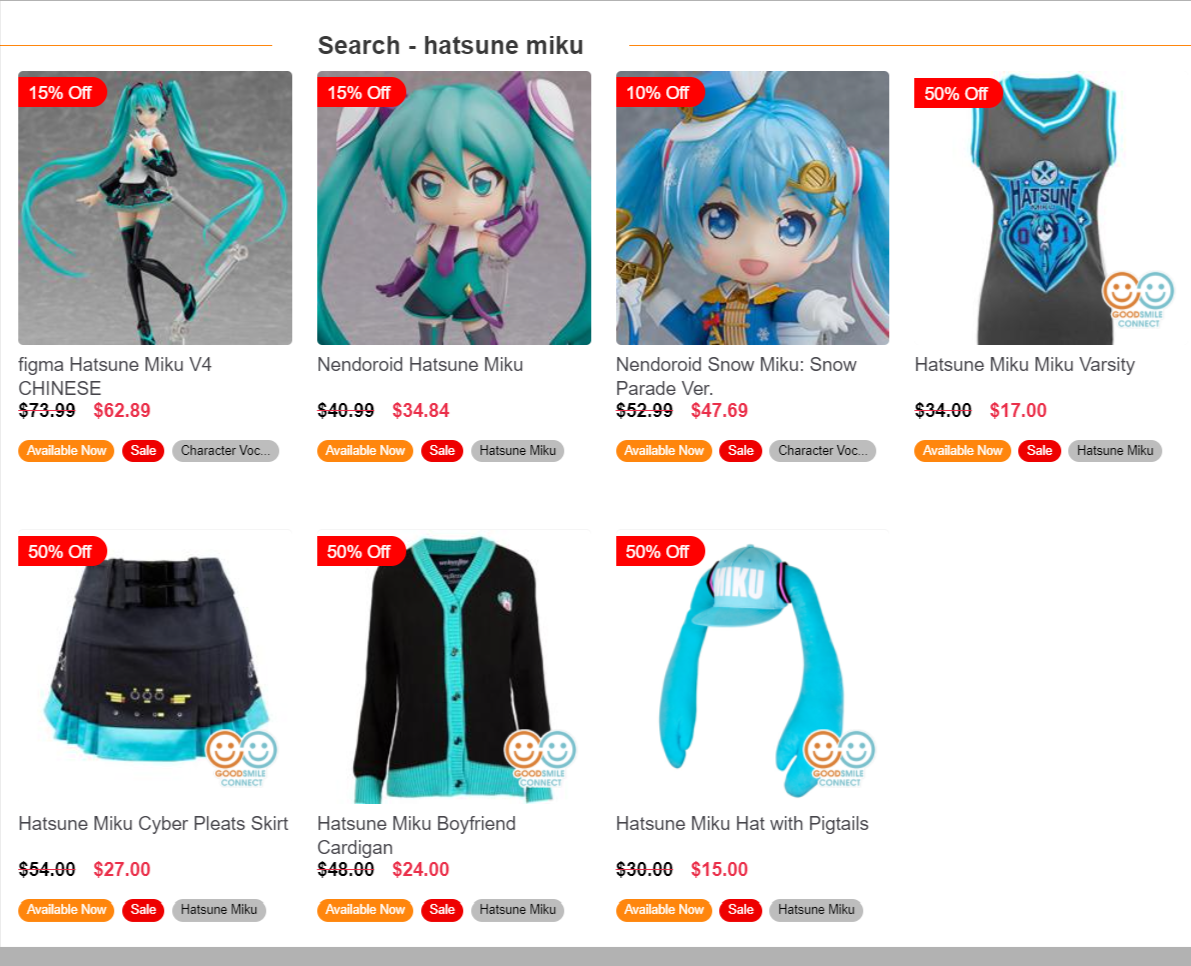 Search - hatsune miku
15% Off
15% Off
10% Off
50% Off
HATSUNE
MIKU
0 1
GOODSMILE
CONNECT
figma Hatsune Miku V4
CHINESE
$73.99 $62.89
Available Now Sale Character Voc...
Nendoroid Hatsune Miku
$40.99 $34.84
Available Now Sale Hatsune Miku
Nendoroid Snow Miku: Snow
Parade Ver.
$52.99 $47.69
Available Now Sale Character Voc...
Hatsune Miku Miku Varsity
$34.00 $17.00
Available Now Sale Hatsune Miku
50% Off
50% Off
50% Off
MIKU
GOODSMILE
CONNECT
GOODSMILE
CONNECT
GOODSMILE
CONNECT
Hatsune Miku Cyber Pleats Skirt
$54.00 $27.00
Available Now Sale Hatsune Miku
Hatsune Miku Boyfriend
Cardigan
$48.00 $24.00
Available Now Sale Hatsune Miku
Hatsune Miku Hat with Pigtails
$30.00 $15.00
Available Now Sale Hatsune Miku